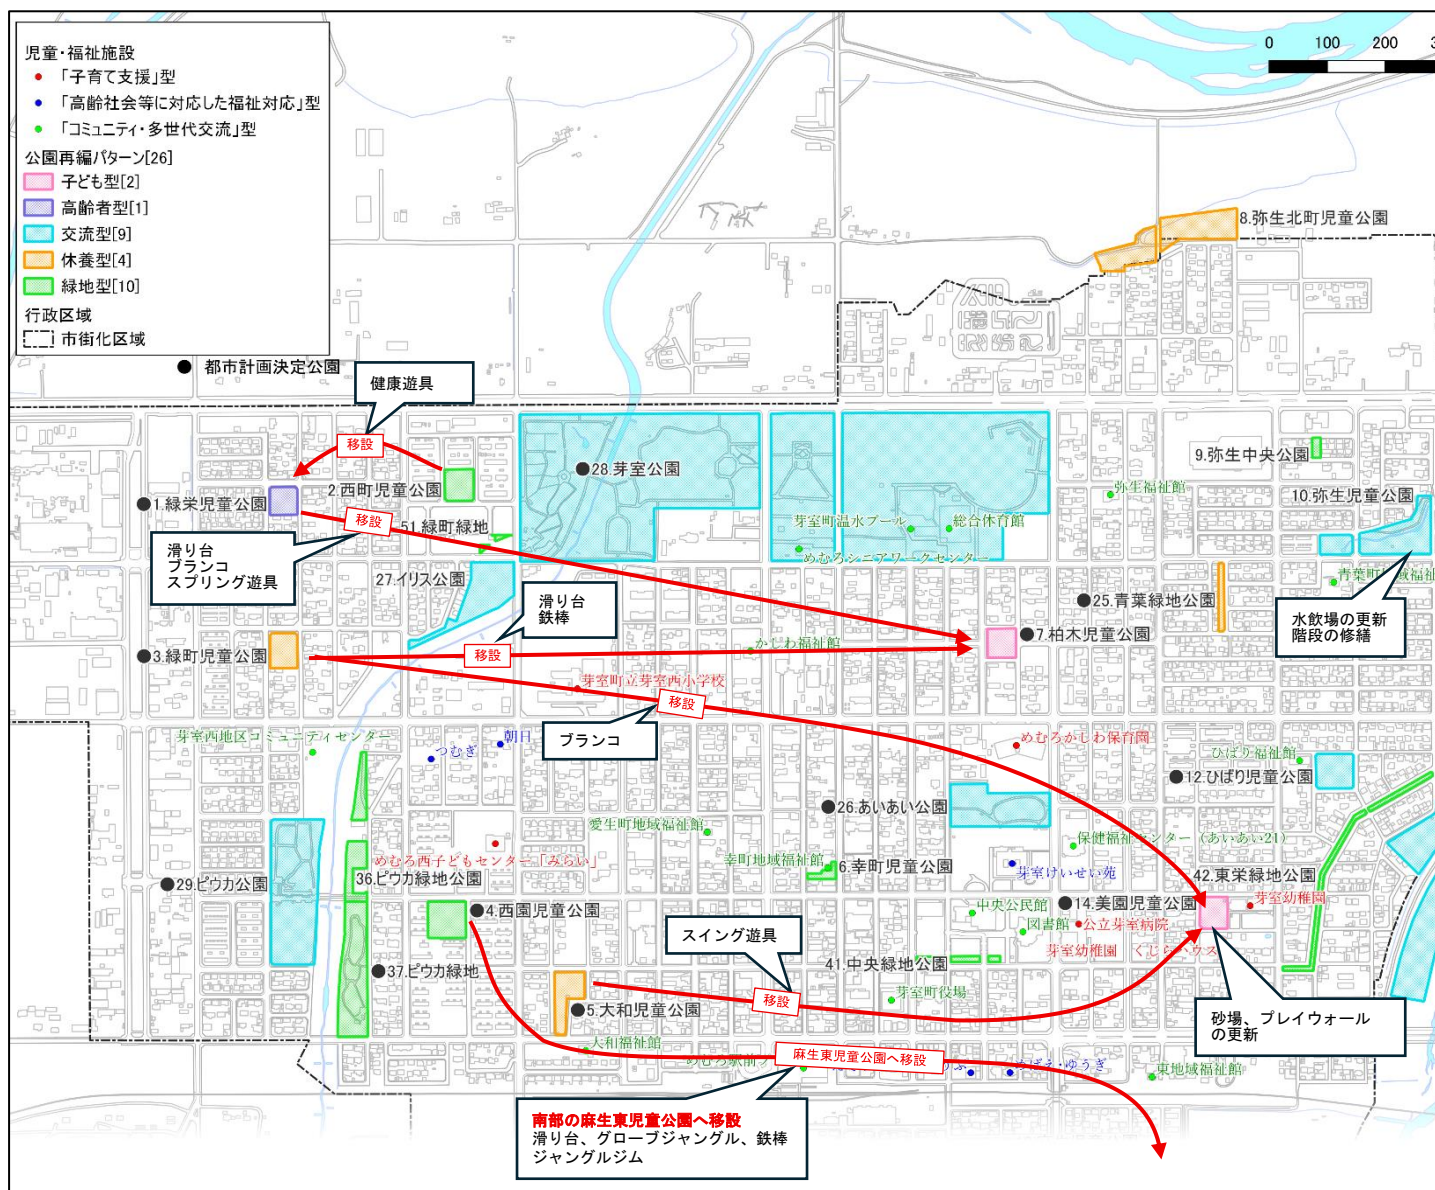 児童・福祉施設
「子育て支援」型
「高齢社会等に対応した福祉対応」型
「コミュニティ・多世代交流」型
公園再編パターン[26]
子ども型[2]
高齢者型[1]
交流型[9]
休養型[4]
緑地型[10]
行政区域
市街化区域
都市計画決定公園
0 100 200
健康遊具
移設
8.弥生北町児童公園
28.芽室公園
2.西町児童公園
1.緑栄児童公園
移設
51.緑町緑地
9.弥生中央公園
10.弥生児童公園
弥生福祉館
芽室町温水プール
総合体育館
めむろシニアワークセンター
滑り台
ブランコ
スプリング遊具
27.イリス公園
滑り台
鉄棒
25.青葉緑地公園
水飲場の更新
階段の修繕
7.柏木児童公園
3.緑町児童公園
移設
かしわ福祉館
芽室町立芽室西小学校
移設
ブランコ
芽室西地区コミュニティセンター
つむぎ
朝日
めむろかしわ保育園
ひばり福祉館
12.ひばり児童公園
26.あいあい公園
愛生町地域福祉館
保健福祉センター（あいあい21）
めむろ西子どもセンター「みらい」
幸町地域福祉館
6.幸町児童公園
芽室けいせい苑
42.東栄緑地公園
29.ピウカ公園
36.ピウカ緑地公園
4.西園児童公園
14.美園児童公園
芽室幼稚園
中央公民館
図書館
公立芽室病院
芽室幼稚園 くじらハウス
スイング遊具
41.中央緑地公園
37.ピウカ緑地
移設
芽室町役場
5.大和児童公園
砂場、プレイウォール
の更新
大和福祉館
麻生東児童公園へ移設
めばえ・ゆうぎ
東地域福祉館
南部の麻生東児童公園へ移設
滑り台、グローブジャングル、鉄棒
ジャングルジム